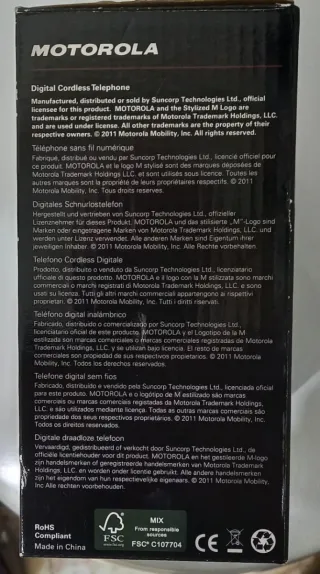 MOTOROLA
Digital Cordless Telephone
Manufactured, distributed or sold by Suncorp Technologies Ltd., official
licensee for this product. MOTOROLA and the Stylized M Logo are
trademarks or registered trademarks of Motorola Trademark Holdings, LLC.
and are used under license. All other trademarks are the property of their
respective owners. © 2011 Motorola Mobility, Inc. All rights reserved.
Téléphone sans fil numérique
Fabriqué, distribué ou vendu par Suncorp Technologies Ltd., licencié officiel pour
ce produit. MOTOROLA et le logo M stylisé sont des marques déposées de
Motorola Trademark Holdings, LLC. et sont utilisés sous licence. Toutes les
autres marques sont la propriété de leurs propriétaires respectifs. © 2011
Motorola Mobility, Inc. Tous droits reservés.
Digitales Schnurlostelefon
Hergestellt und vertrieben von Suncorp Technologies Ltd., offizieller
Lizenznehmer für dieses Produkt. MOTOROLA und das stilisierte „M"-Logo sind
Marken oder eingetragene Marken von Motorola Trademark Holdings, LLC. und
werden unter Lizenz verwendet. Alle anderen Marken sind Eigentum ihrer
jeweiligen Inhaber. © 2011 Motorola Mobility, Inc. Alle Rechte vorbehalten.
Telefono Cordless Digitale
Prodotto, distribuito o venduto da Suncorp Technologies Ltd., licenziatario
ufficiale di questo prodotto. MOTOROLA e il logo con la M stilizzata sono marchi
commerciali o marchi registrati di Motorola Trademark Holdings, LLC. e sono
usati su licenza. Tutti gli altri marchi commerciali appartengono ai rispettivi
proprietari. © 2011 Motorola Mobility, Inc. Tutti i diritti riservati.
Teléfono digital inalámbrico
Fabricado, distribuido o comercializado por Suncorp Technologies Ltd.,
licenciatario oficial de este producto. MOTOROLA y el Logotipo de la M
estilizada son marcas comerciales o marcas comerciales registradas de Motorola
Trademark Holdings, LLC. y se utilizan bajo licencia. El resto de marcas
comerciales son propiedad de sus respectivos propietarios. © 2011 Motorola
Mobility, Inc. Todos los derechos reservados.
Telefone digital sem fios
Fabricado, distribuído e vendido pela Suncorp Technologies Ltd., licenciada oficial
para este produto. MOTOROLA e o logótipo de M estilizado são marcas
comerciais ou marcas comerciais registadas da Motorola Trademark Holdings,
LLC. e são utilizados mediante licença. Todas as outras marcas comerciais são
propriedade dos seus respectivos proprietários. © 2011 Motorola Mobility, Inc.
Todos os direitos reservados.
Digitale draadloze telefoon
Vervaardigd, gedistribueerd of verkocht door Suncorp Technologies Ltd., de
officiële licentiehouder voor dit product. MOTOROLA en het gestileerde M-logo
zijn handelsmerken of geregistreerde handelsmerken van Motorola Trademark
Holdings, LLC. en worden onder licentie gebruikt. Alle andere handelsmerken
zijn het eigendom van hun respectievelijke eigenaars. © 2011 Motorola Mobility,
Inc Alle rechten voorbehouden.
RoHS
Compliant
Made in China
FSC
www.fsc.org
MIX
From responsible
sources
FSC® C107704
CE